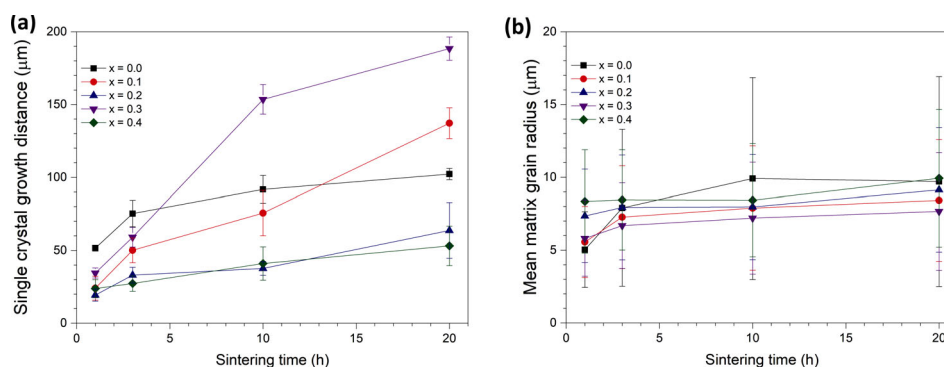 (a)
200
150
100
50
0
Single crystal growth distance (μm)
x = 0.0
x = 0.1
x = 0.2
x = 0.3
x = 0.4
0 5 10 15 20
Sintering time (h)
(b)
20
15
10
5
0
Mean matrix grain radius (μm)
x = 0.0
x = 0.1
x = 0.2
x = 0.3
x = 0.4
0 5 10 15 20
Sintering time (h)